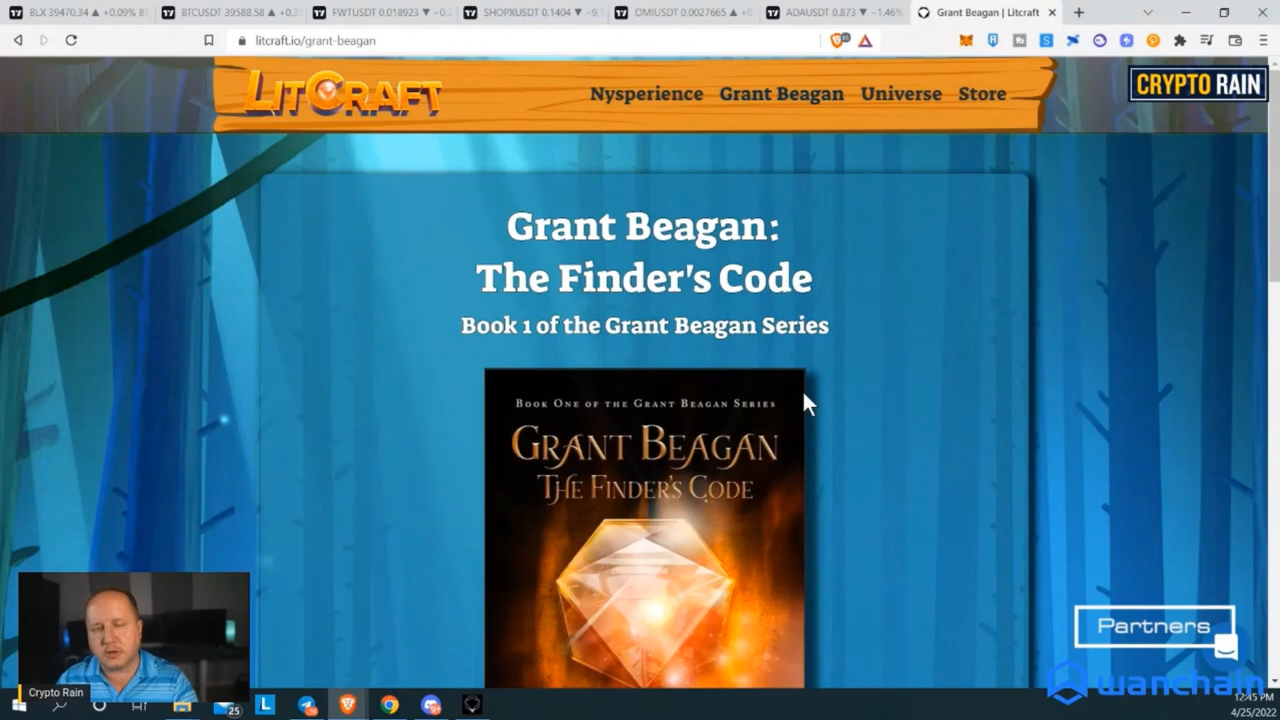 BLX 39470.34 ▲ +0.09%
BTCUSDT 39588.58 ▲ +0.3
FWTUSDT 0.018923 ▼ −0.2
SHOPXUSDT 0.1404 ▼ −9.1
OMIUSDT 0.0027665 ▲ +0
ADAUSDT 0.873 ▼ −1.46%
Grant Beagan | Litcraft
litcraft.io/grant-beagan
LITCRAFT
Nysperience
Grant Beagan
Universe
Store
CRYPTO RAIN
Grant Beagan:
The Finder's Code
Book 1 of the Grant Beagan Series
BOOK ONE OF THE GRANT BEAGAN SERIES
GRANT BEAGAN
THE FINDER'S CODE
Partners
wanchain
Crypto Rain
25
12:45 PM
4/25/2022